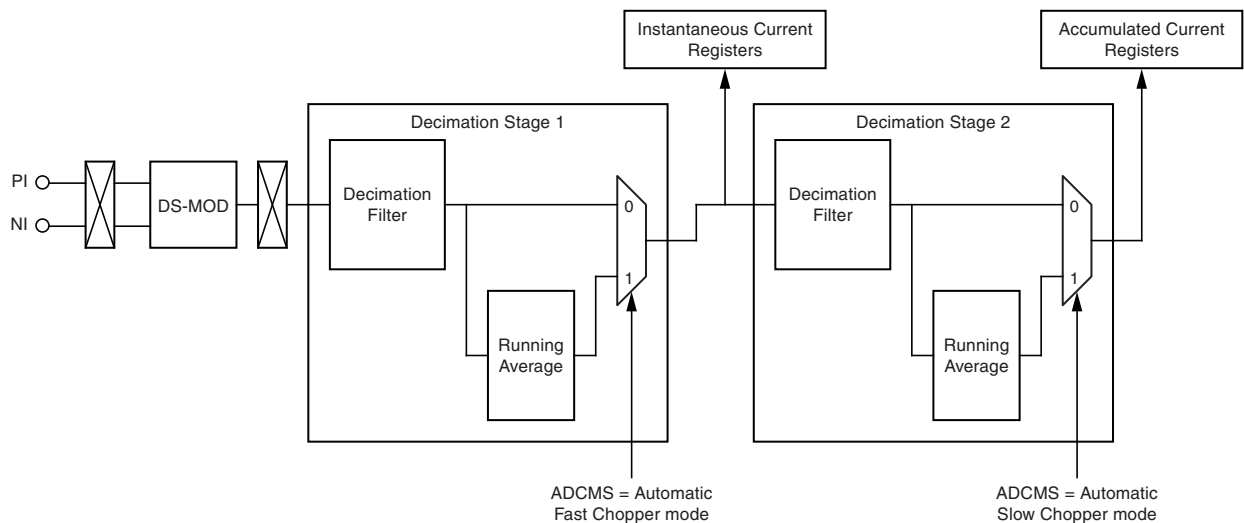 Instantaneous Current
Registers
Accumulated Current
Registers
Decimation Stage 1
Decimation Stage 2
PI
NI
DS-MOD
Decimation
Filter
0
1
Running
Average
Decimation
Filter
0
1
Running
Average
ADCMS = Automatic
Fast Chopper mode
ADCMS = Automatic
Slow Chopper mode